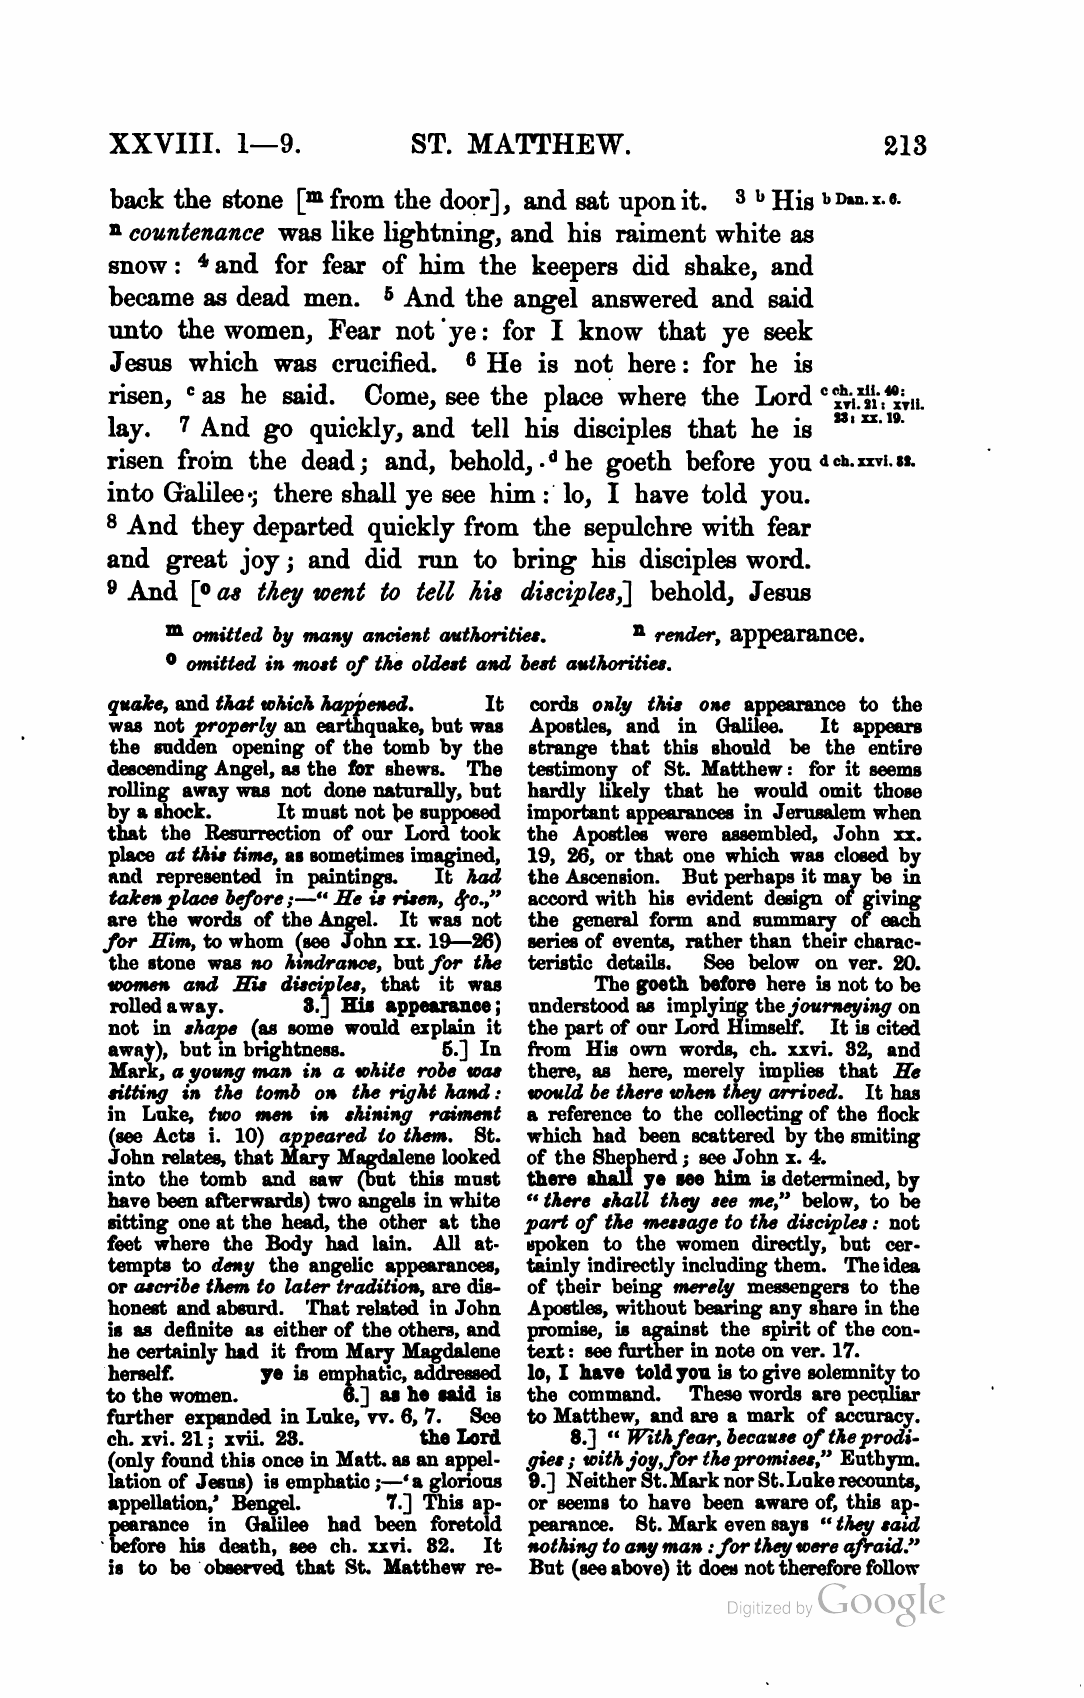 XXVIII. 1—9. ST. MATTHEW. 213
back the stone [m from the door], and sat upon it. 3 b His b Dan. x. 6.
n countenance was like lightning, and his raiment white as
snow : 4 and for fear of him the keepers did shake, and
became as dead men. 5 And the angel answered and said
unto the women, Fear not ye : for I know that ye seek
Jesus which was crucified. 6 He is not here : for he is
risen, c as he said. Come, see the place where the Lord c ch. xii. 40:
xvi. 21: xvii.
23: xx. 19.
lay. 7 And go quickly, and tell his disciples that he is
risen from the dead ; and, behold, d he goeth before you d ch. xxvi. 32.
into Galilee ; there shall ye see him : lo, I have told you.
8 And they departed quickly from the sepulchre with fear
and great joy ; and did run to bring his disciples word.
9 And [o as they went to tell his disciples,] behold, Jesus
m omitted by many ancient authorities. n render, appearance.
o omitted in most of the oldest and best authorities.
quake, and that which happened. It
was not properly an earthquake, but was
the sudden opening of the tomb by the
descending Angel, as the for shews. The
rolling away was not done naturally, but
by a shock. It must not be supposed
that the Resurrection of our Lord took
place at this time, as sometimes imagined,
and represented in paintings. It had
taken place before ;—“ He is risen, &c.,”
are the words of the Angel. It was not
for Him, to whom (see John xx. 19—26)
the stone was no hindrance, but for the
women and His disciples, that it was
rolled away. 3.] His appearance ;
not in shape (as some would explain it
away), but in brightness. 5.] In
Mark, a young man in a white robe was
sitting in the tomb on the right hand :
in Luke, two men in shining raiment
(see Acts i. 10) appeared to them. St.
John relates, that Mary Magdalene looked
into the tomb and saw (but this must
have been afterwards) two angels in white
sitting one at the head, the other at the
feet where the Body had lain. All at-
tempts to deny the angelic appearances,
or ascribe them to later tradition, are dis-
honest and absurd. That related in John
is as definite as either of the others, and
he certainly had it from Mary Magdalene
herself. ye is emphatic, addressed
to the women. 6.] as he said is
further expanded in Luke, vv. 6, 7. See
ch. xvi. 21 ; xvii. 23. the Lord
(only found this once in Matt. as an appel-
lation of Jesus) is emphatic ;—‘ a glorious
appellation,’ Bengel. 7.] This ap-
pearance in Galilee had been foretold
before his death, see ch. xxvi. 32. It
is to be observed that St. Matthew re-
cords only this one appearance to the
Apostles, and in Galilee. It appears
strange that this should be the entire
testimony of St. Matthew : for it seems
hardly likely that he would omit those
important appearances in Jerusalem when
the Apostles were assembled, John xx.
19, 26, or that one which was closed by
the Ascension. But perhaps it may be in
accord with his evident design of giving
the general form and summary of each
series of events, rather than their charac-
teristic details. See below on ver. 20.
The goeth before here is not to be
understood as implying the journeying on
the part of our Lord Himself. It is cited
from His own words, ch. xxvi. 32, and
there, as here, merely implies that He
would be there when they arrived. It has
a reference to the collecting of the flock
which had been scattered by the smiting
of the Shepherd ; see John x. 4.
there shall ye see him is determined, by
“ there shall they see me,” below, to be
part of the message to the disciples : not
spoken to the women directly, but cer-
tainly indirectly including them. The idea
of their being merely messengers to the
Apostles, without bearing any share in the
promise, is against the spirit of the con-
text : see further in note on ver. 17.
lo, I have told you is to give solemnity to
the command. These words are peculiar
to Matthew, and are a mark of accuracy.
8.] “ With fear, because of the prodi-
gies ; with joy, for the promises,” Euthym.
9.] Neither St. Mark nor St. Luke recounts,
or seems to have been aware of, this ap-
pearance. St. Mark even says “ they said
nothing to any man : for they were afraid.”
But (see above) it does not therefore follow
Digitized by Google